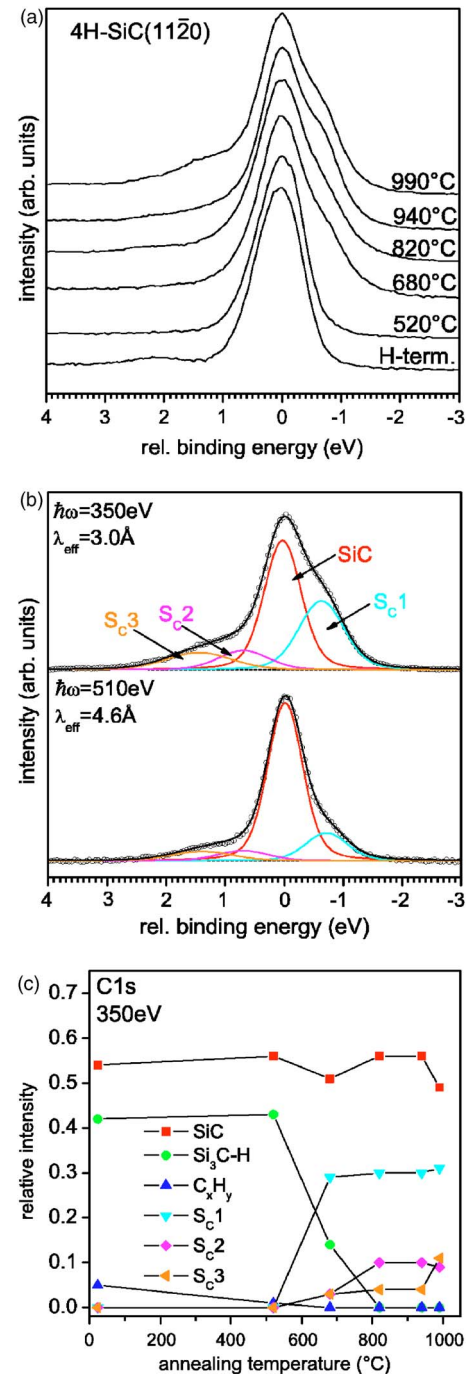 (a)
4H-SiC(112̅0)
intensity (arb. units)
990°C
940°C
820°C
680°C
520°C
H-term.
4 3 2 1 0 -1 -2 -3
rel. binding energy (eV)
(b)
ħω=350eV
λeff=3.0Å
SiC
Sc1
Sc2
Sc3
ħω=510eV
λeff=4.6Å
intensity (arb. units)
4 3 2 1 0 -1 -2 -3
rel. binding energy (eV)
(c)
C1s
350eV
relative intensity
0.7
0.6
0.5
0.4
0.3
0.2
0.1
0.0
SiC
Si₃C-H
CₓHy
Sc1
Sc2
Sc3
0 200 400 600 800 1000
annealing temperature (°C)